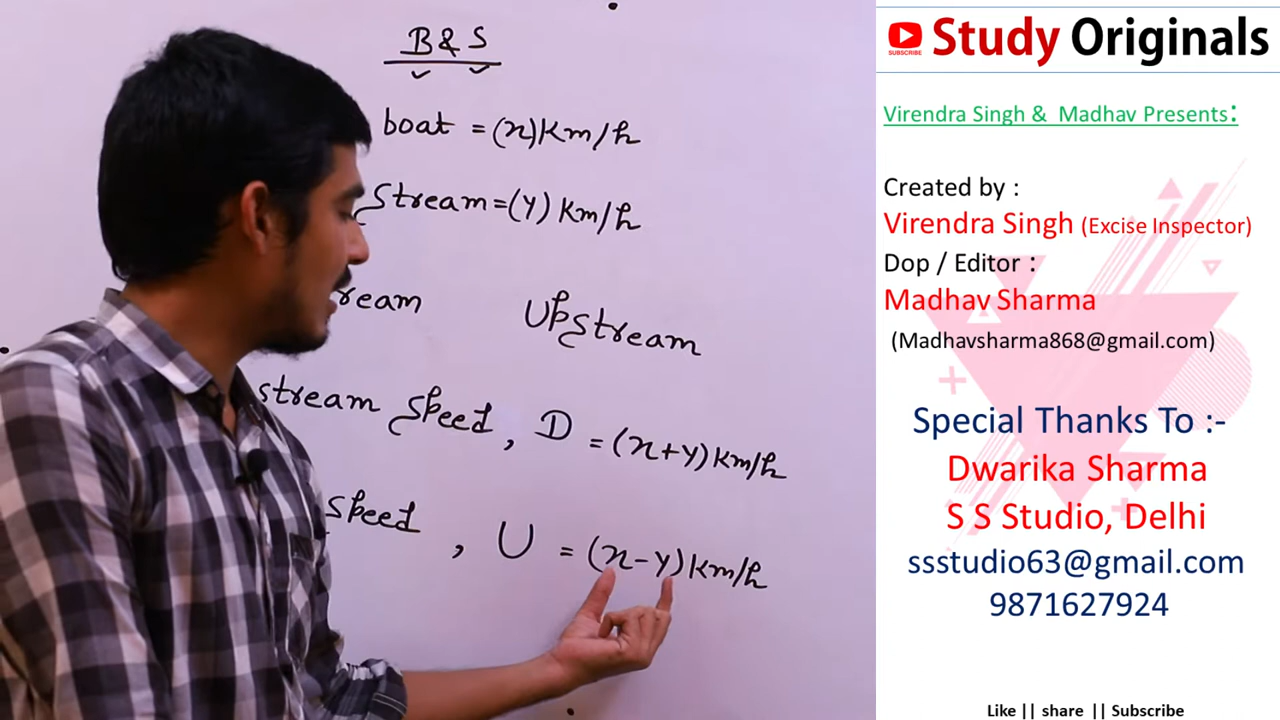 B & S
boat = (x) Km/h
stream = (y) Km/h
ream Upstream
stream speed, D = (x+y) Km/h
speed, U = (x-y) Km/h
SUBSCRIBE
Study Originals
Virendra Singh & Madhav Presents:
Created by :
Virendra Singh (Excise Inspector)
Dop / Editor :
Madhav Sharma
(Madhavsharma868@gmail.com)
Special Thanks To :-
Dwarika Sharma
S S Studio, Delhi
ssstudio63@gmail.com
9871627924
Like || share || Subscribe